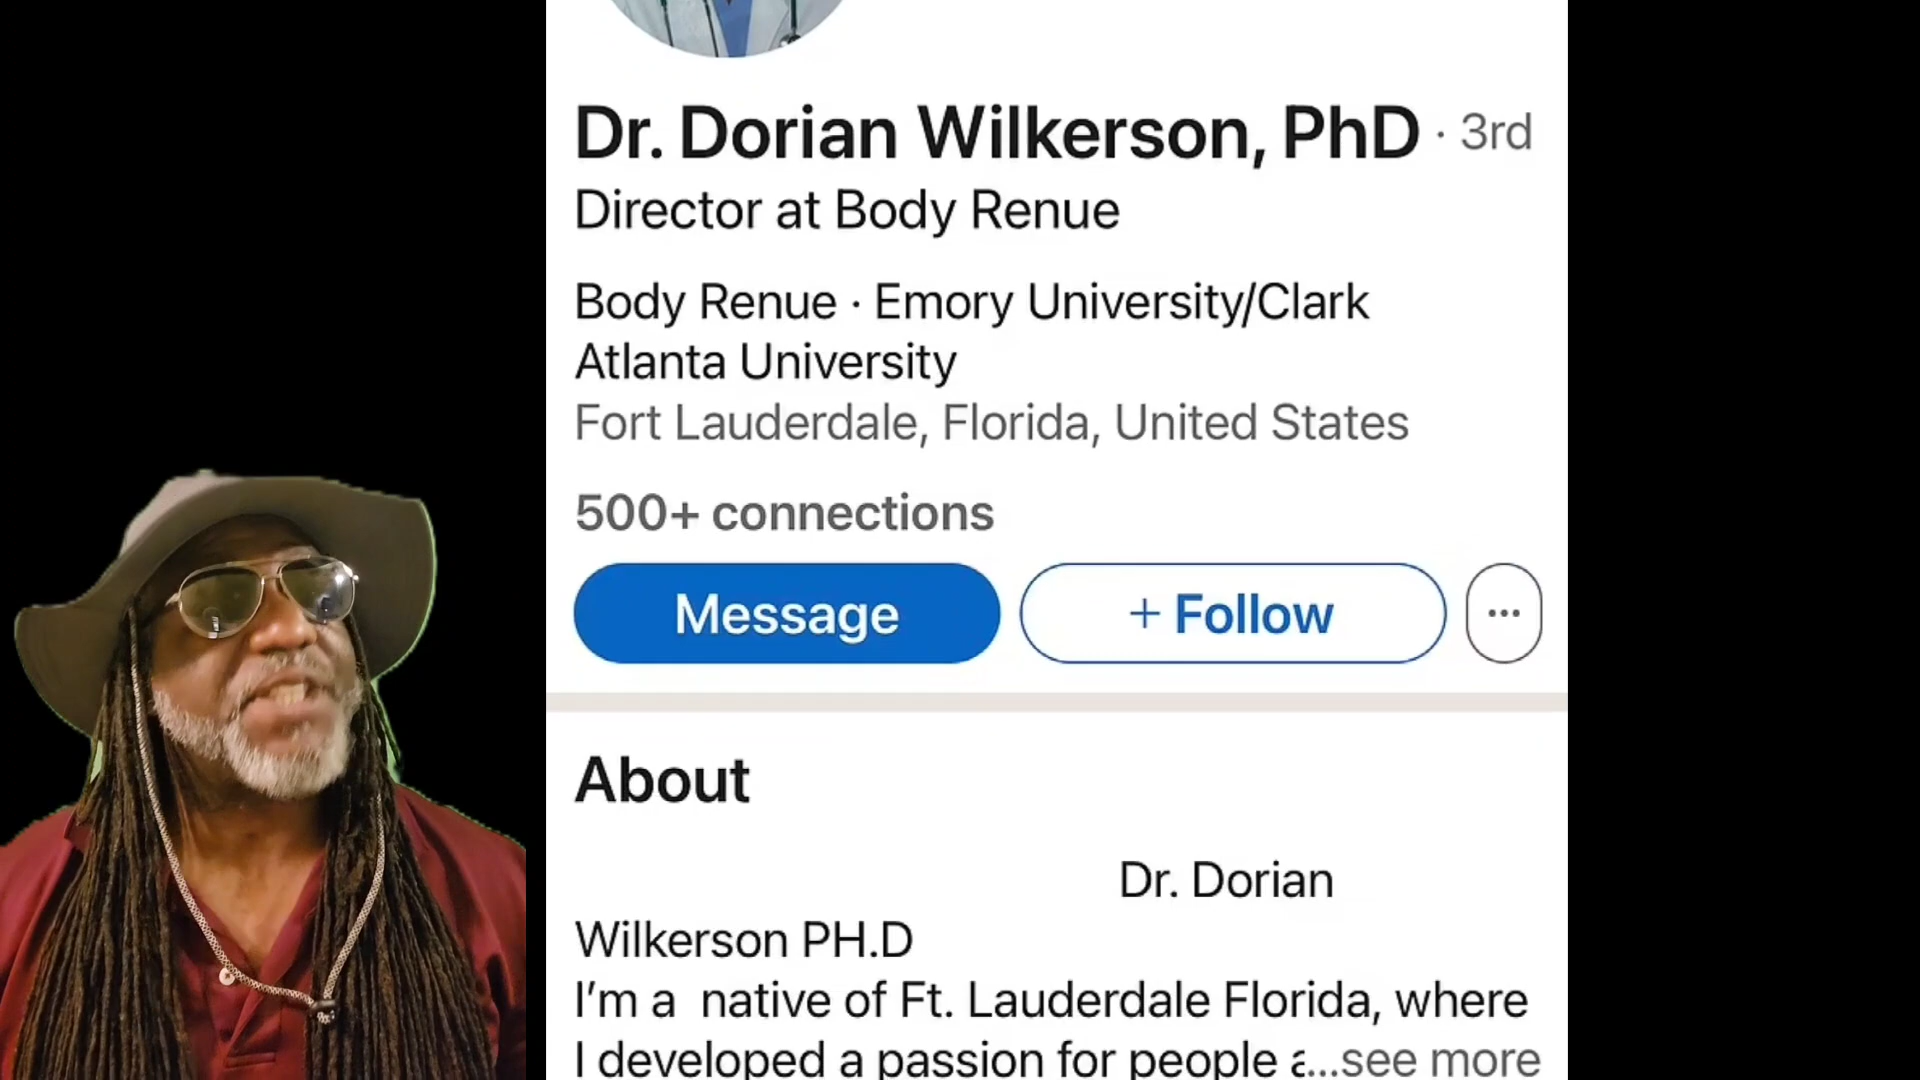 Dr. Dorian Wilkerson, PhD · 3rd
Director at Body Renue
Body Renue · Emory University/Clark
Atlanta University
Fort Lauderdale, Florida, United States
500+ connections
Message
+ Follow
...
About
Dr. Dorian
Wilkerson PH.D
I'm a  native of Ft. Lauderdale Florida, where
I developed a passion for people a...see more